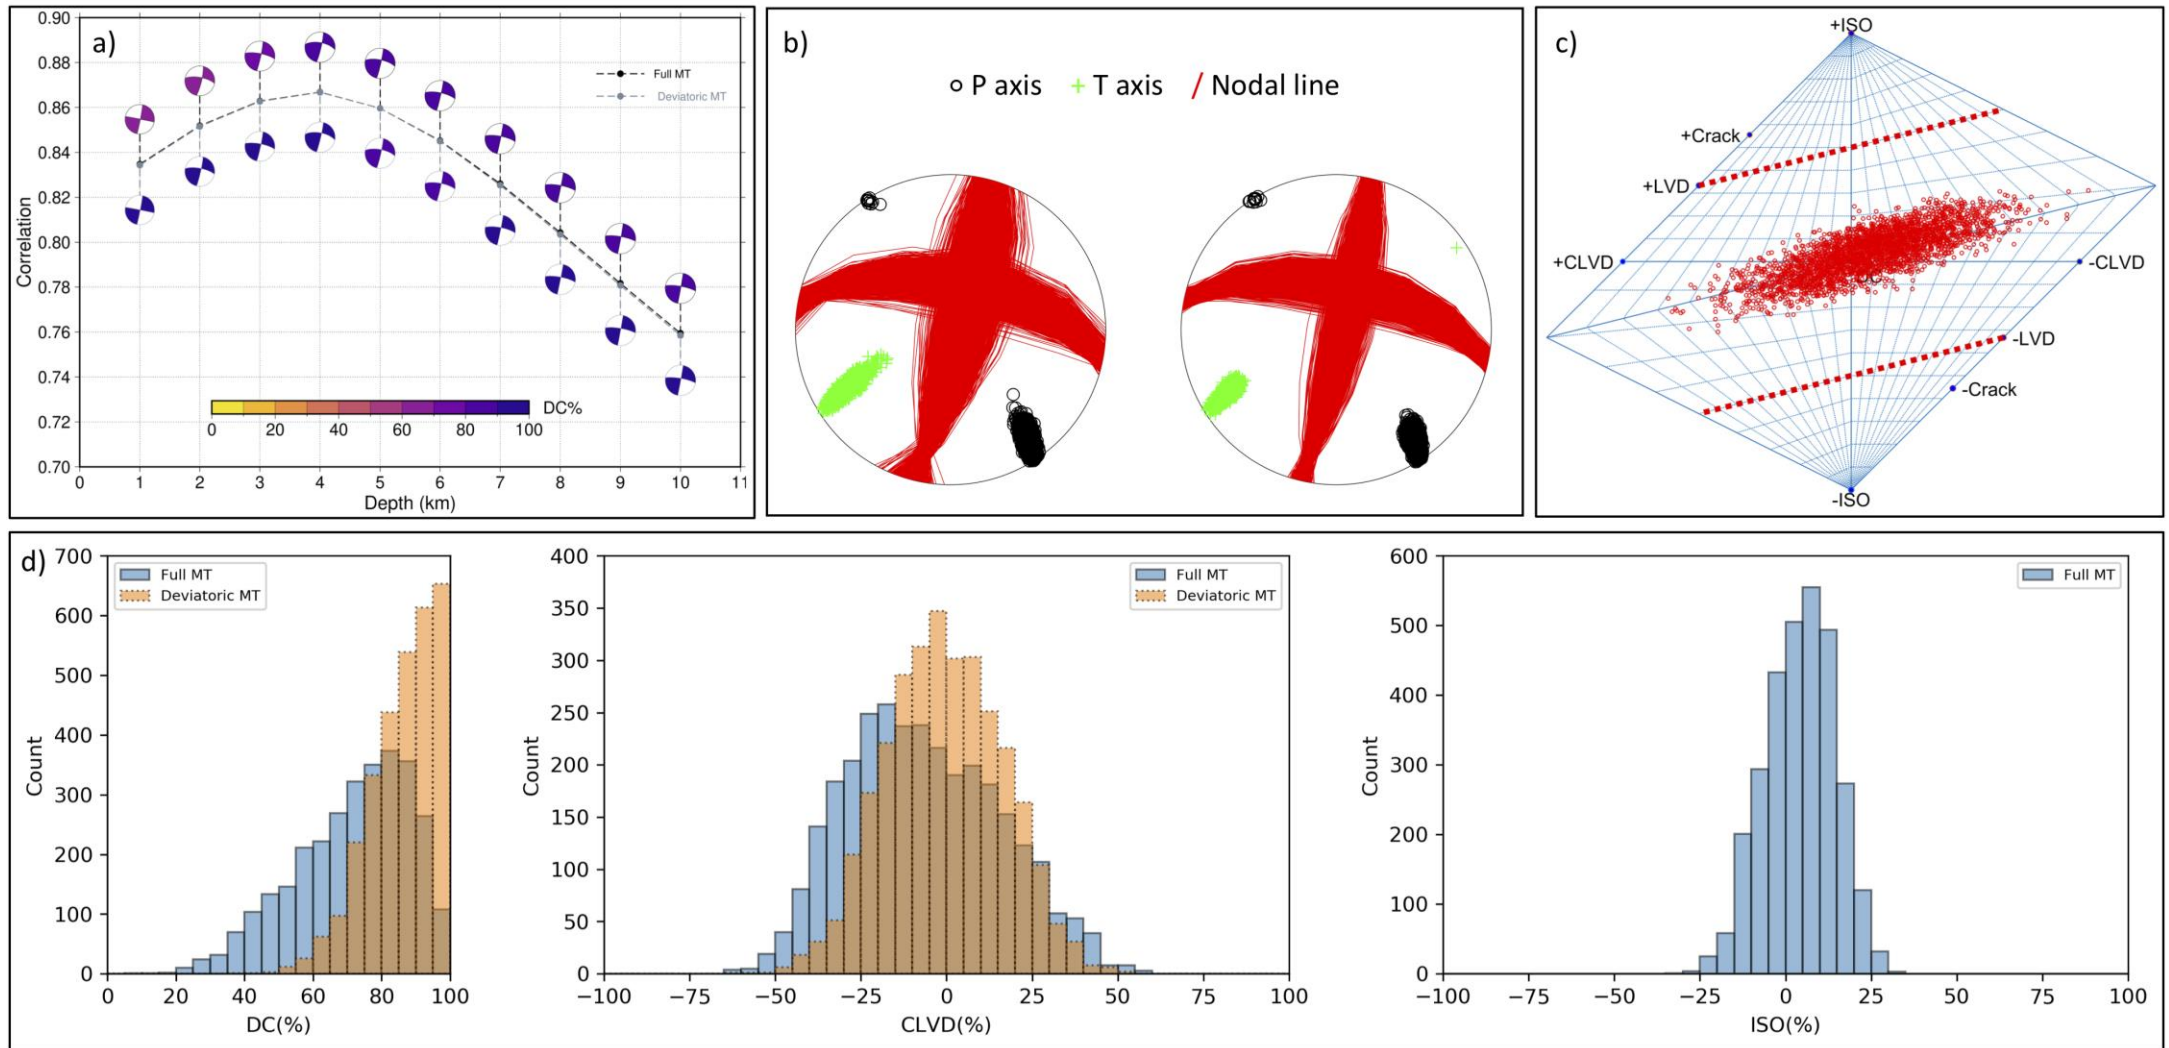 a)
0.90
0.88
0.86
0.84
0.82
0.80
0.78
0.76
0.74
0.72
0.70
Correlation
Full MT
Deviatoric MT
DC%
0 20 40 60 80 100
0 1 2 3 4 5 6 7 8 9 10 11
Depth (km)
b)
P axis + T axis / Nodal line
c)
+ISO
+Crack
+LVD
+CLVD
-CLVD
-LVD
-Crack
-ISO
d)
700
600
500
400
300
200
100
0
Count
Full MT
Deviatoric MT
0 20 40 60 80 100
DC(%)
400
350
300
250
200
150
100
50
0
Count
Full MT
Deviatoric MT
−100 −75 −50 −25 0 25 50 75 100
CLVD(%)
600
500
400
300
200
100
0
Count
Full MT
−100 −75 −50 −25 0 25 50 75 100
ISO(%)